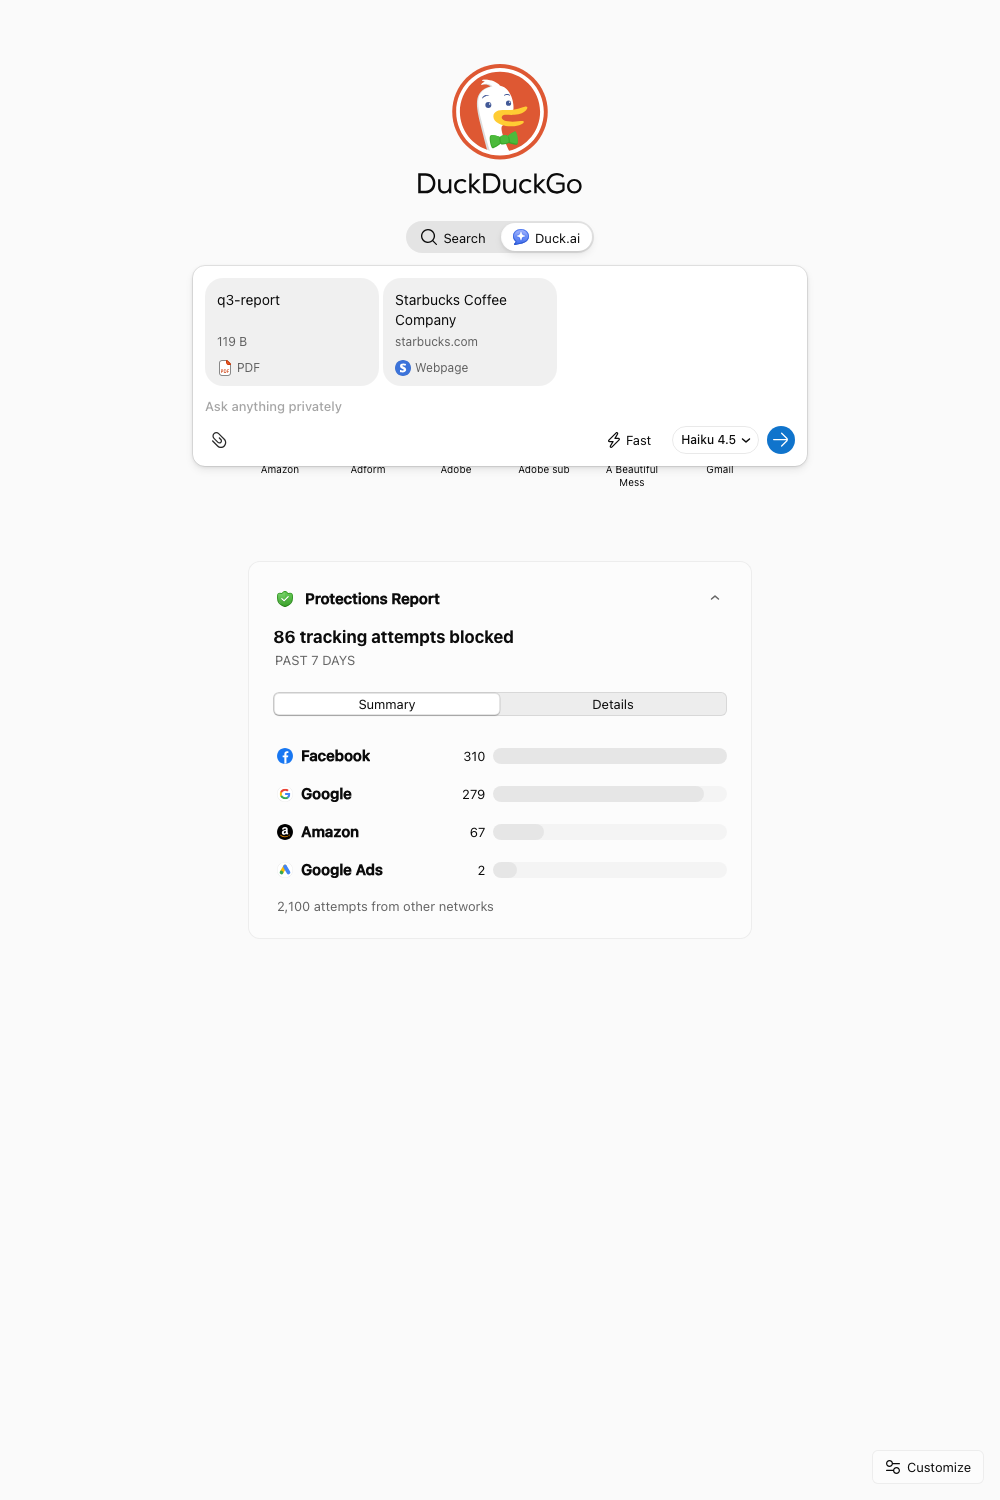 DuckDuckGo
Search
Duck.ai
q3-report
119 B
PDF
Starbucks Coffee
Company
starbucks.com
Webpage
Ask anything privately
Fast
Haiku 4.5
Amazon
Adform
Adobe
Adobe sub
A Beautiful
Mess
Gmail
Protections Report
86 tracking attempts blocked
PAST 7 DAYS
Summary
Details
Facebook 310
Google 279
Amazon 67
Google Ads 2
2,100 attempts from other networks
Customize